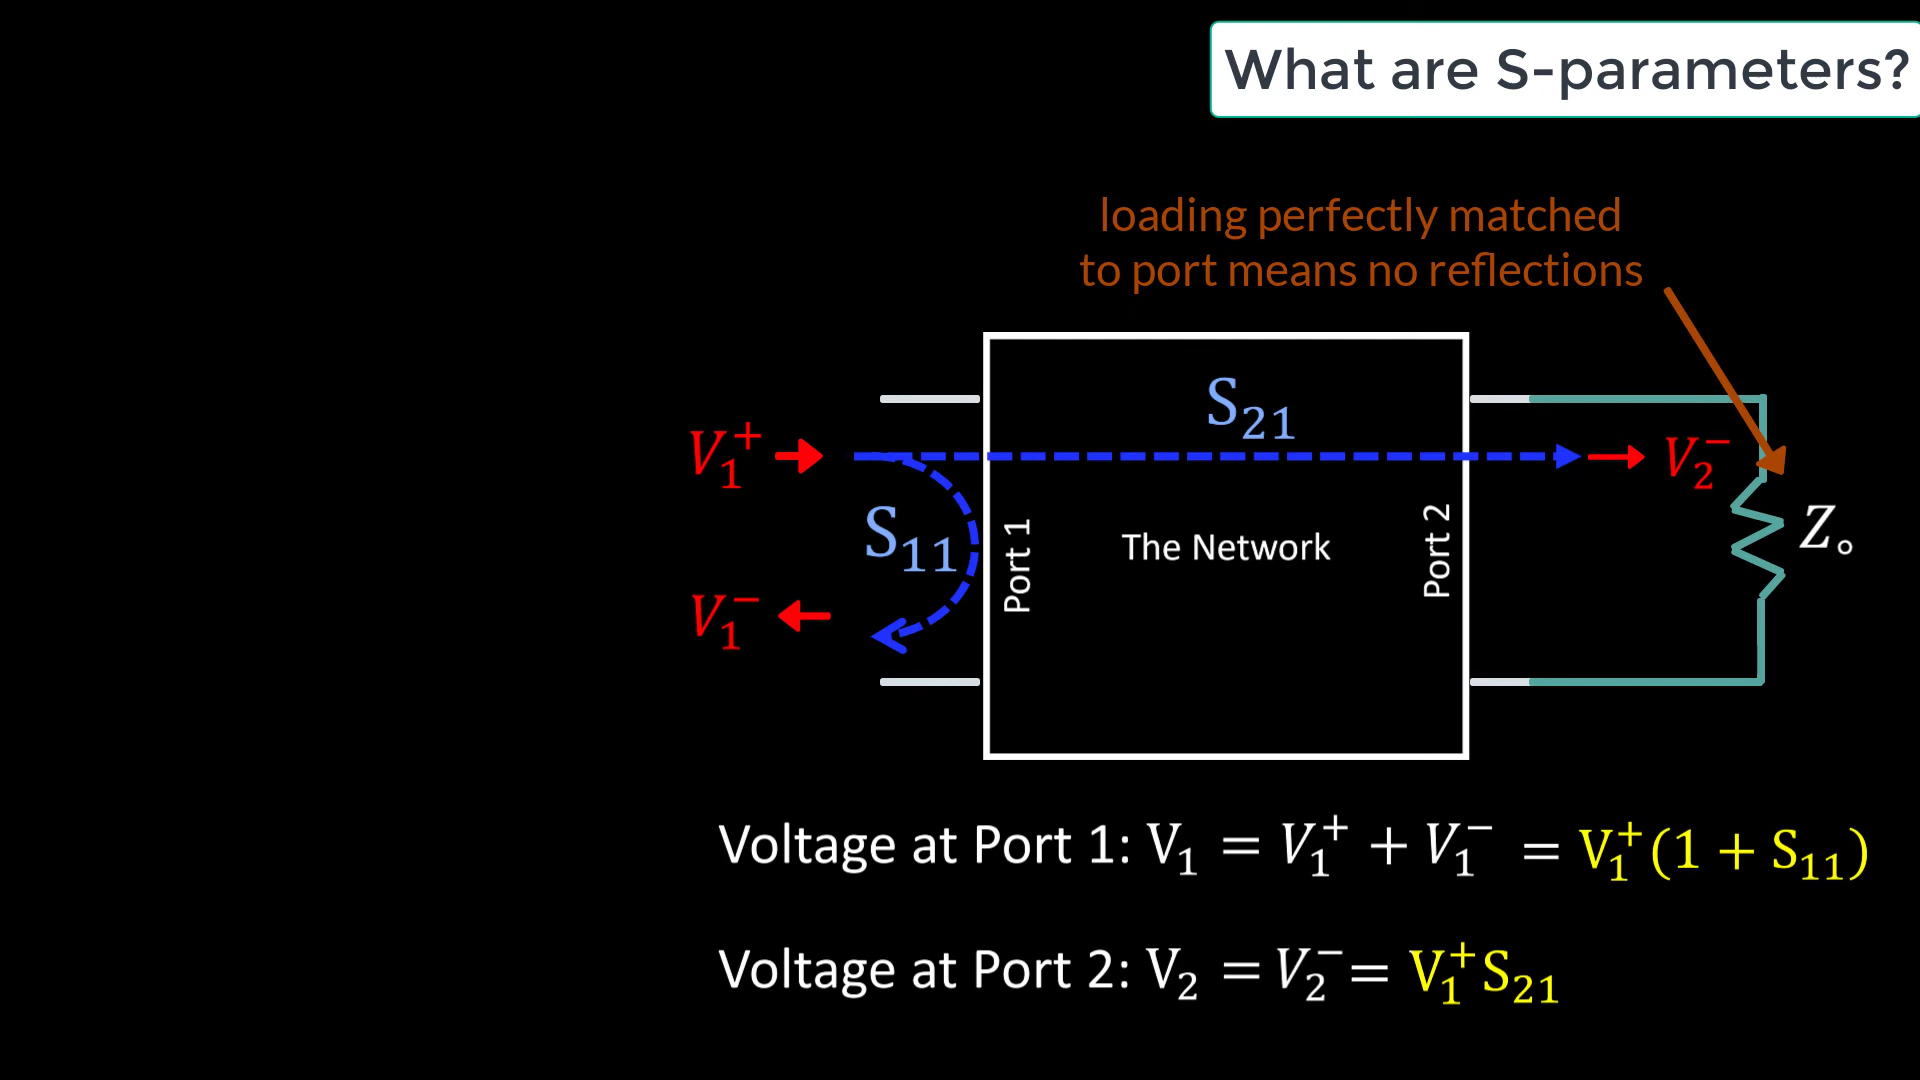 What are S-parameters?
loading perfectly matched
to port means no reflections
S₂₁
V₁⁺
V₂⁻
S₁₁
Port 1
The Network
Port 2
Z∘
V₁⁻
Voltage at Port 1: V₁ = V₁⁺ + V₁⁻ = V₁⁺(1 + S₁₁)
Voltage at Port 2: V₂ = V₂⁻ = V₁⁺S₂₁